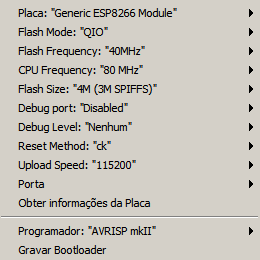 Placa: "Generic ESP8266 Module"
Flash Mode: "QIO"
Flash Frequency: "40MHz"
CPU Frequency: "80 MHz"
Flash Size: "4M (3M SPIFFS)"
Debug port: "Disabled"
Debug Level: "Nenhum"
Reset Method: "ck"
Upload Speed: "115200"
Porta
Obter informações da Placa
Programador: "AVRISP mkII"
Gravar Bootloader